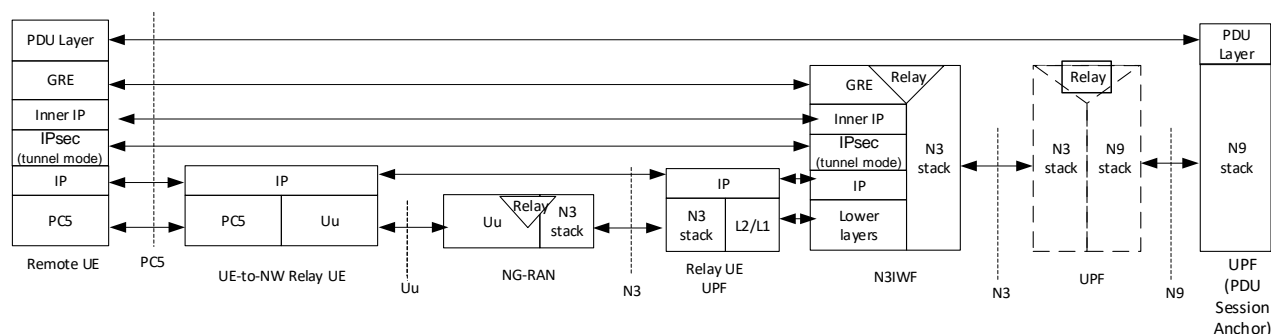 PDU Layer
GRE
Inner IP
IPsec
(tunnel mode)
IP
PC5
Remote UE
PC5
IP
PC5
Uu
UE-to-NW Relay UE
Uu
Relay
Uu
N3
stack
NG-RAN
N3
IP
N3
stack
L2/L1
Relay UE
UPF
GRE
Relay
Inner IP
IPsec
(tunnel mode)
IP
Lower
layers
N3
stack
N3IWF
N3
Relay
N3
stack
N9
stack
UPF
N9
PDU
Layer
N9
stack
UPF
(PDU
Session
Anchor)